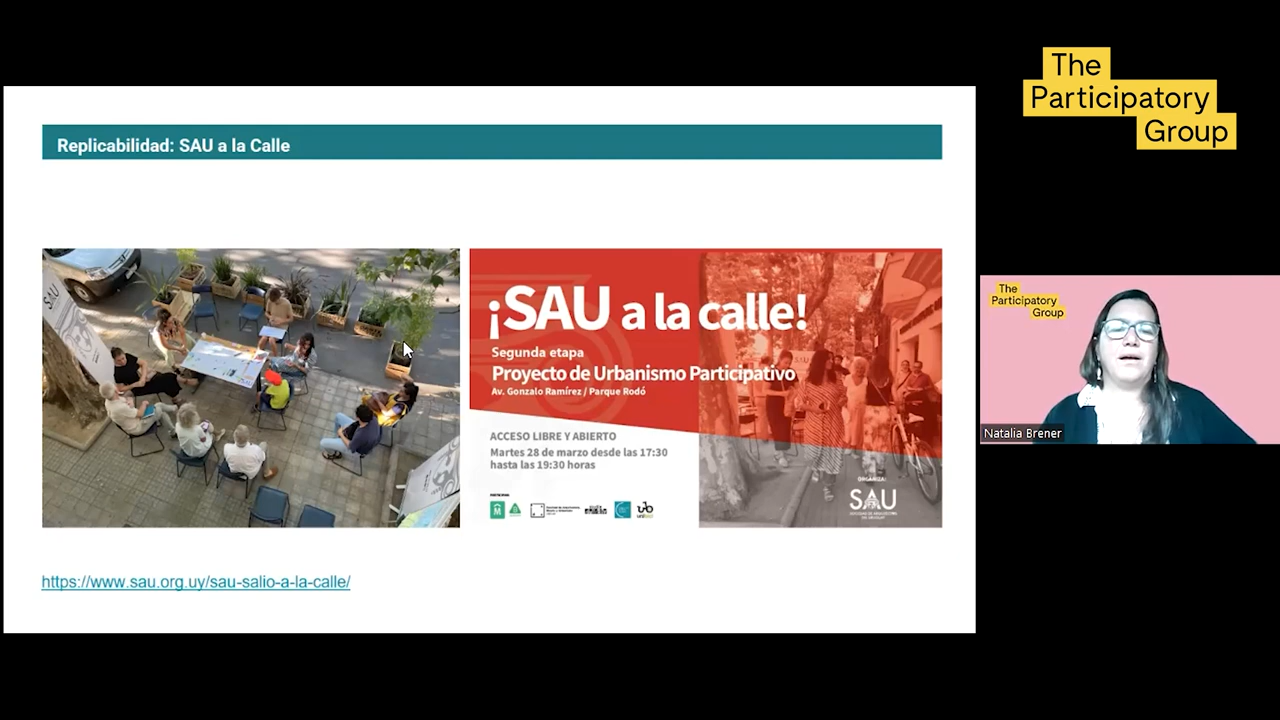 The
Participatory
Group
Replicabilidad: SAU a la Calle
SAU
¡SAU a la calle!
Segunda etapa
Proyecto de Urbanismo Participativo
Av. Gonzalo Ramírez / Parque Rodó
ACCESO LIBRE Y ABIERTO
Martes 28 de marzo desde las 17:30
hasta las 19:30 horas
ORGANIZA:
SAU
https://www.sau.org.uy/sau-salio-a-la-calle/
The
Participatory
Group
Natalia Brener